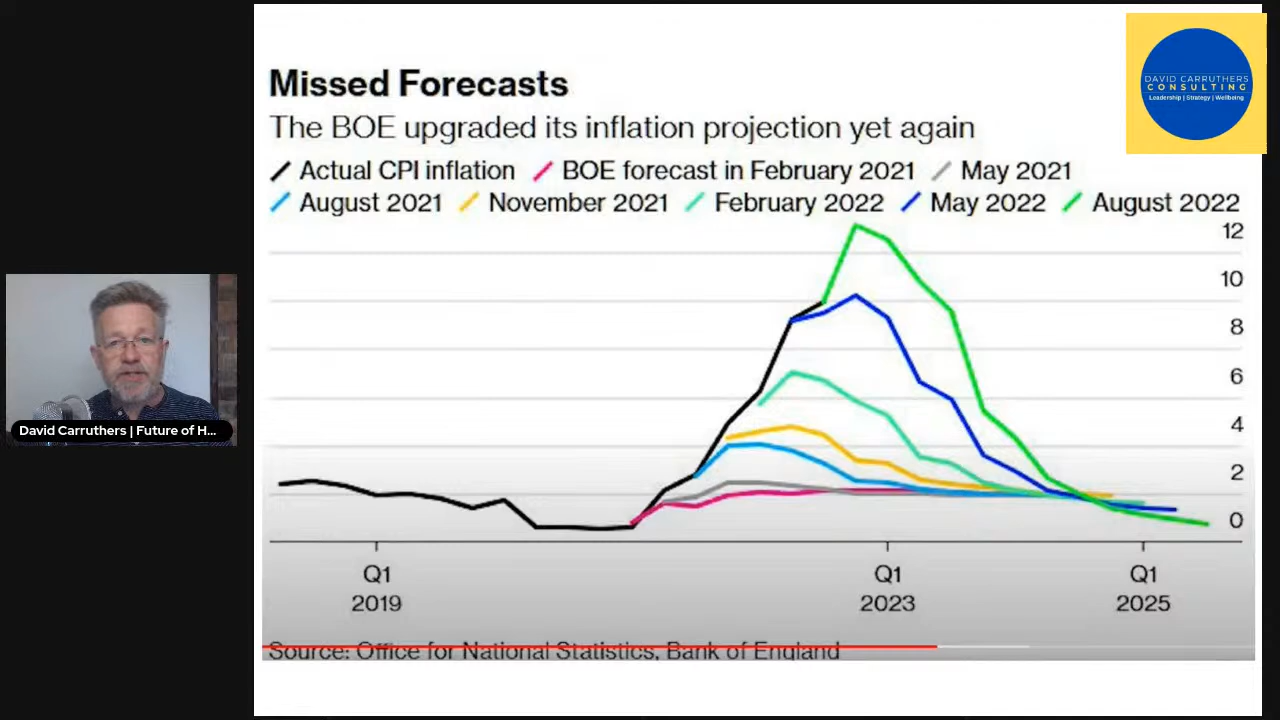 Missed Forecasts
The BOE upgraded its inflation projection yet again
Actual CPI inflation BOE forecast in February 2021 May 2021
August 2021 November 2021 February 2022 May 2022 August 2022
12
10
8
6
4
2
0
Q1 Q1 Q1
2019 2023 2025
Source: Office for National Statistics, Bank of England
DAVID CARRUTHERS
CONSULTING
Leadership | Strategy | Wellbeing
David Carruthers | Future of H...